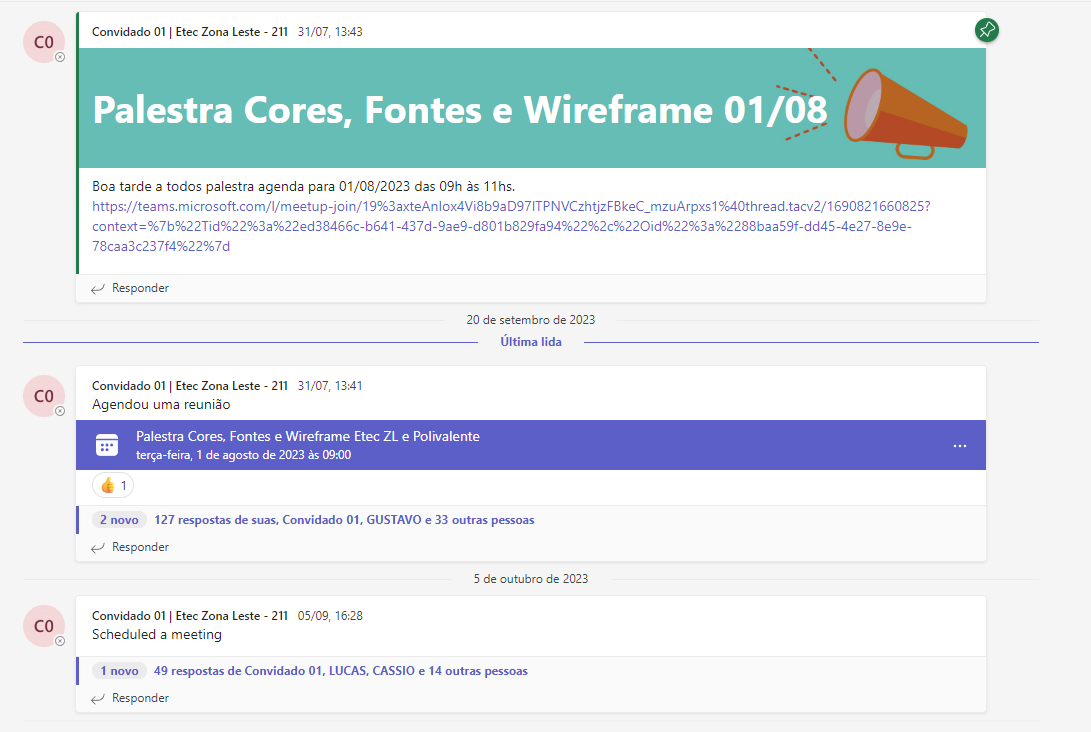 C0
Convidado 01 | Etec Zona Leste - 211 31/07, 13:43
Palestra Cores, Fontes e Wireframe 01/08
Boa tarde a todos palestra agenda para 01/08/2023 das 09h às 11hs.
https://teams.microsoft.com/l/meetup-join/19%3axteAnlox4Vi8b9aD97ITPNVCzhtjzFBkeC_mzuArpxs1%40thread.tacv2/1690821660825?
context=%7b%22Tid%22%3a%22ed38466c-b641-437d-9ae9-d801b829fa94%22%2c%22Oid%22%3a%2288baa59f-dd45-4e27-8e9e-
78caa3c237f4%22%7d
Responder
20 de setembro de 2023
Última lida
C0
Convidado 01 | Etec Zona Leste - 211 31/07, 13:41
Agendou uma reunião
Palestra Cores, Fontes e Wireframe Etec ZL e Polivalente
terça-feira, 1 de agosto de 2023 às 09:00
1
2 novo 127 respostas de suas, Convidado 01, GUSTAVO e 33 outras pessoas
Responder
5 de outubro de 2023
C0
Convidado 01 | Etec Zona Leste - 211 05/09, 16:28
Scheduled a meeting
1 novo 49 respostas de Convidado 01, LUCAS, CASSIO e 14 outras pessoas
Responder